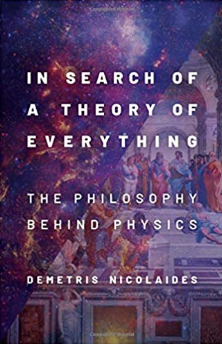 IN SEARCH OF
A THEORY OF
EVERYTHING
THE PHILOSOPHY
BEHIND PHYSICS
DEMETRIS NICOLAIDES